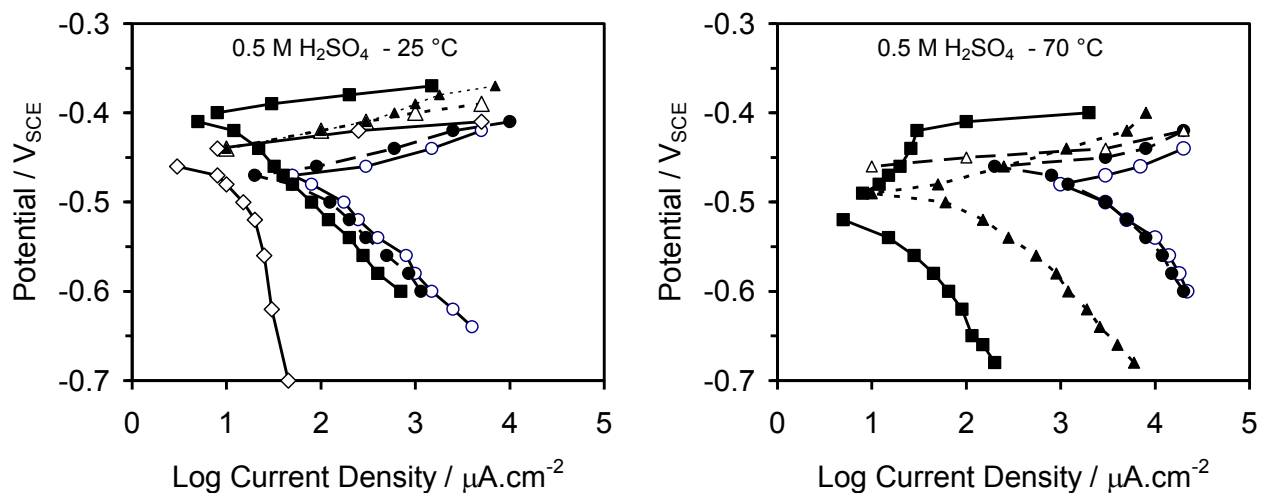 -0.3
-0.4
-0.5
-0.6
-0.7
Potential / V_SCE
0.5 M H₂SO₄ - 25 °C
0 1 2 3 4 5
Log Current Density / μA.cm⁻²
-0.3
-0.4
-0.5
-0.6
-0.7
Potential / V_SCE
0.5 M H₂SO₄ - 70 °C
0 1 2 3 4 5
Log Current Density / μA.cm⁻²